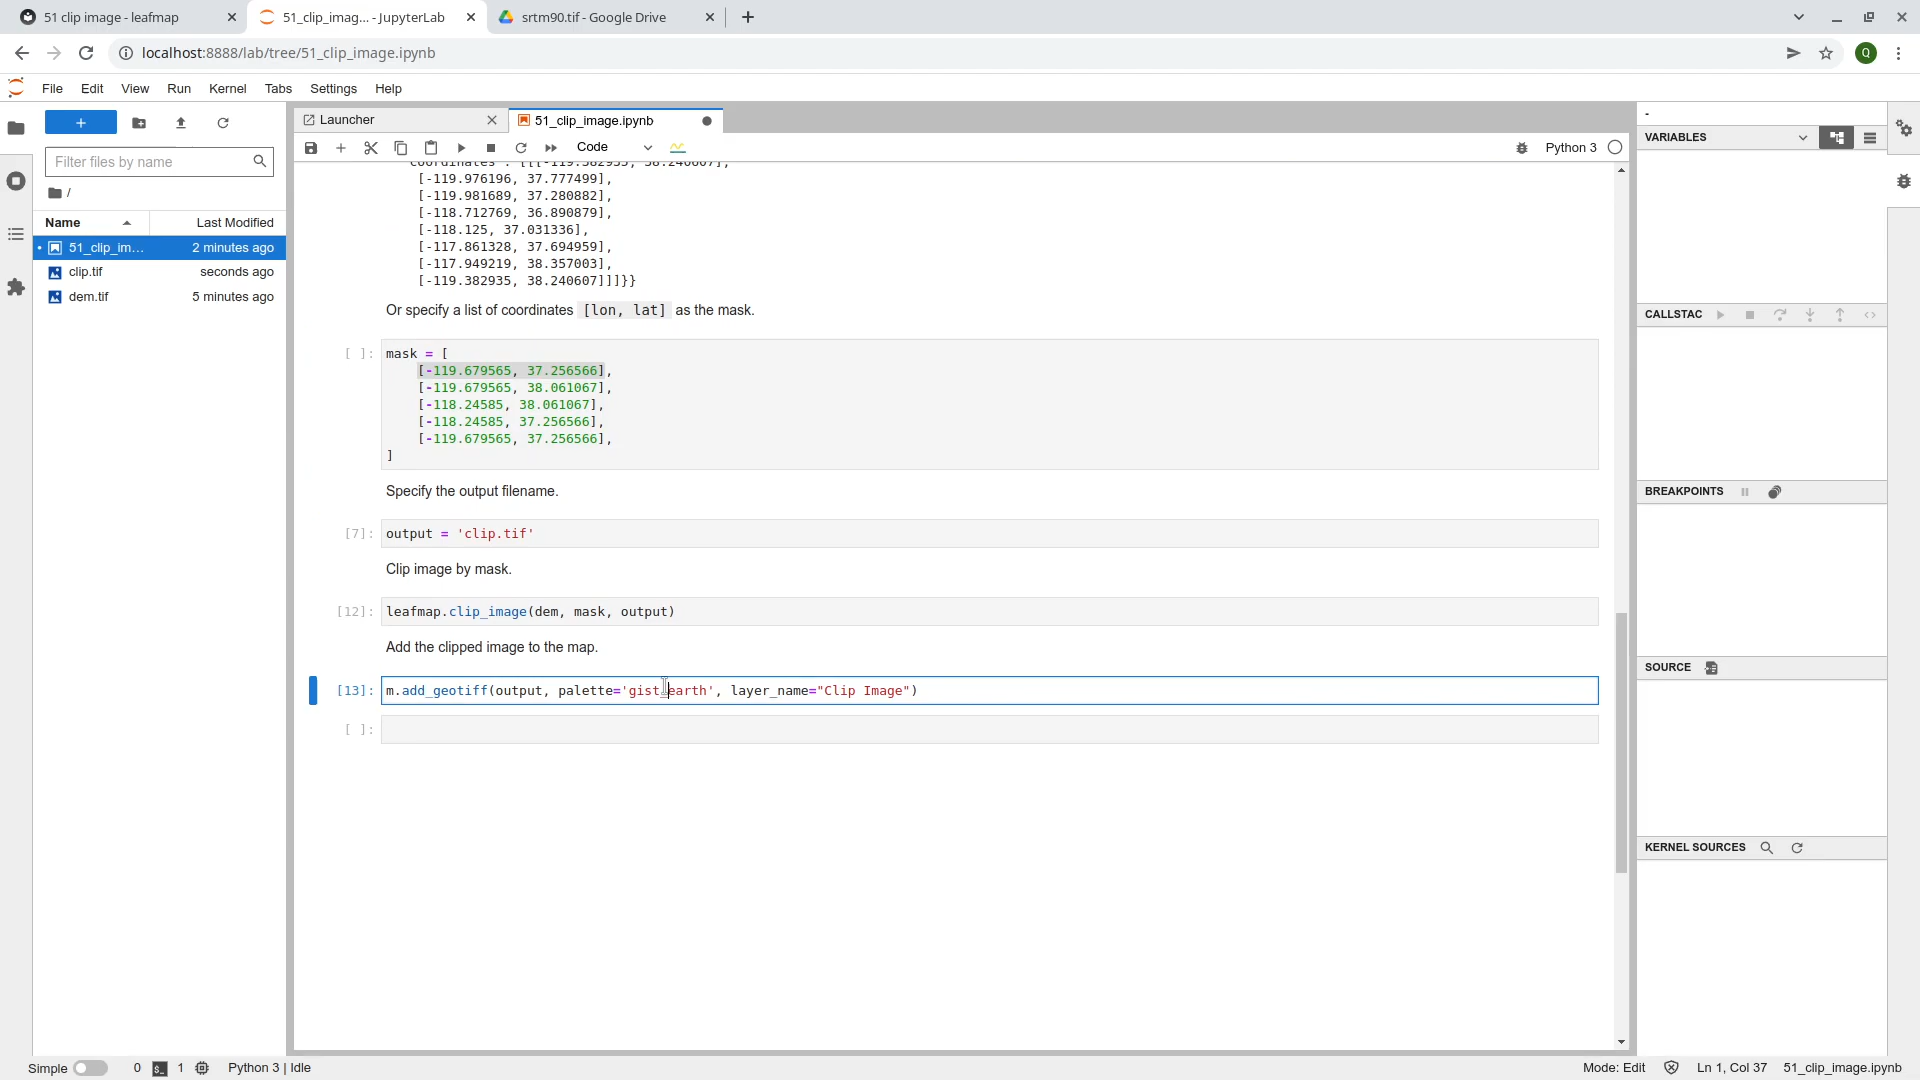 51 clip image - leafmap
51_clip_imag... - JupyterLab
srtm90.tif - Google Drive
localhost:8888/lab/tree/51_clip_image.ipynb
Q
File Edit View Run Kernel Tabs Settings Help
Launcher
51_clip_image.ipynb
Code
Python 3
Filter files by name
/
Name Last Modified
51_clip_im... 2 minutes ago
clip.tif seconds ago
dem.tif 5 minutes ago
"coordinates": [[[-119.382935, 38.240607],
[-119.976196, 37.777499],
[-119.981689, 37.280882],
[-118.712769, 36.890879],
[-118.125, 37.031336],
[-117.861328, 37.694959],
[-117.949219, 38.357003],
[-119.382935, 38.240607]]]}}
Or specify a list of coordinates [lon, lat] as the mask.
[ ]: mask = [
[-119.679565, 37.256566],
[-119.679565, 38.061067],
[-118.24585, 38.061067],
[-118.24585, 37.256566],
[-119.679565, 37.256566],
]
Specify the output filename.
[7]: output = 'clip.tif'
Clip image by mask.
[12]: leafmap.clip_image(dem, mask, output)
Add the clipped image to the map.
[13]: m.add_geotiff(output, palette='gist_earth', layer_name="Clip Image")
[ ]:
-
VARIABLES
CALLSTAC
BREAKPOINTS
SOURCE
KERNEL SOURCES
Simple 0 1 Python 3 | Idle
Mode: Edit Ln 1, Col 37 51_clip_image.ipynb